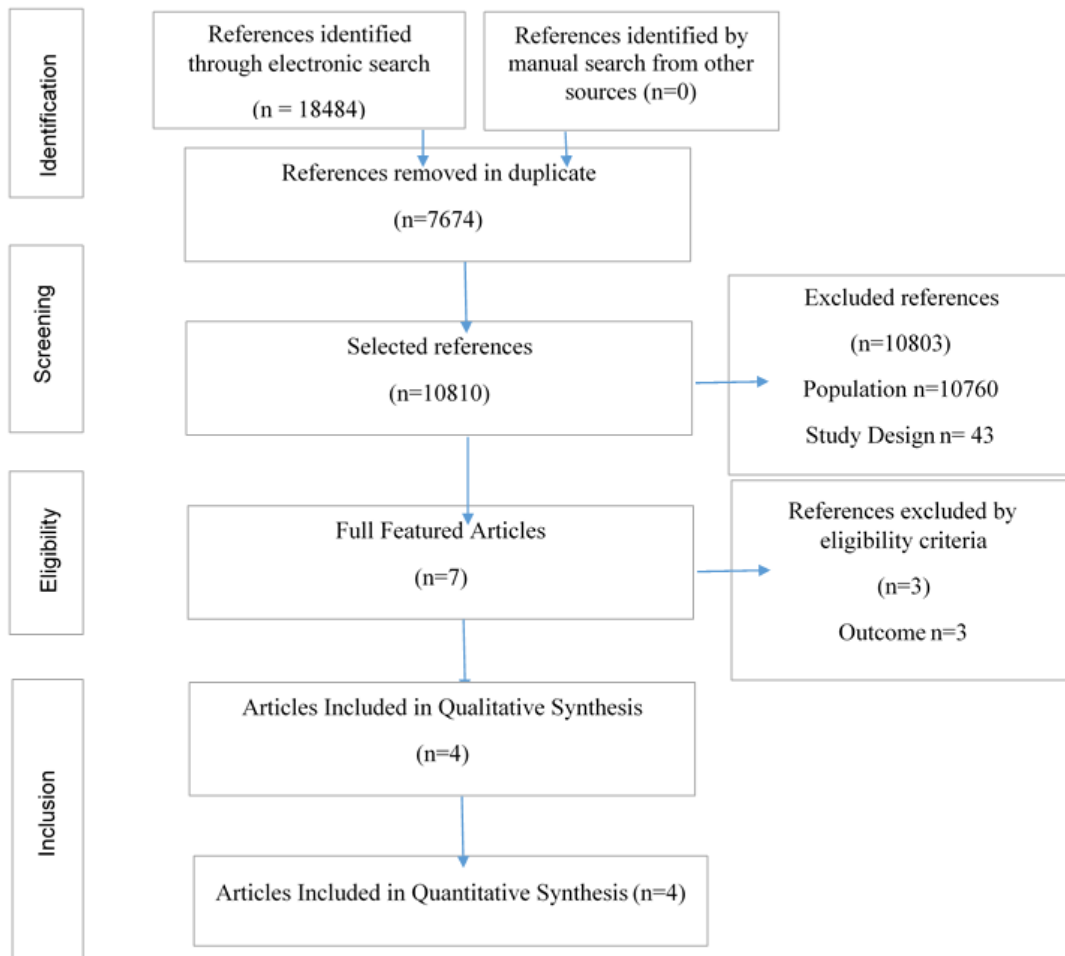 Identification
References identified
through electronic search
(n = 18484)
References identified by
manual search from other
sources (n=0)
References removed in duplicate
(n=7674)
Screening
Selected references
(n=10810)
Excluded references
(n=10803)
Population n=10760
Study Design n= 43
Eligibility
Full Featured Articles
(n=7)
References excluded by
eligibility criteria
(n=3)
Outcome n=3
Inclusion
Articles Included in Qualitative Synthesis
(n=4)
Articles Included in Quantitative Synthesis (n=4)